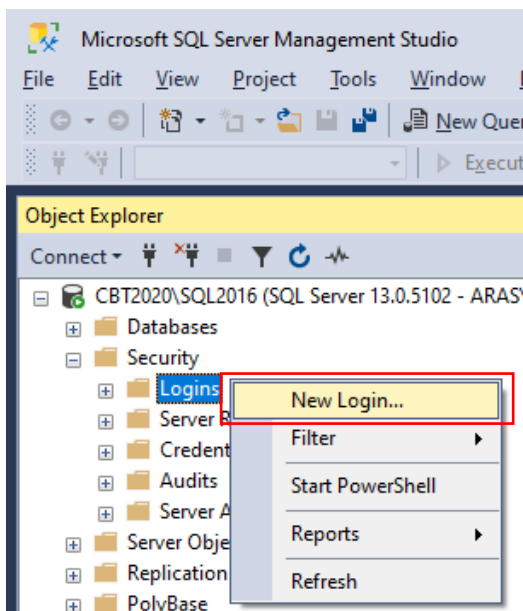 Microsoft SQL Server Management Studio
File Edit View Project Tools Window
New Quer
Execut
Object Explorer
Connect
CBT2020\SQL2016 (SQL Server 13.0.5102 - ARAS\
Databases
Security
Logins
New Login...
Server R
Filter
Credent
Audits
Start PowerShell
Server A
Server Obje
Reports
Replication
Refresh
PolyBase